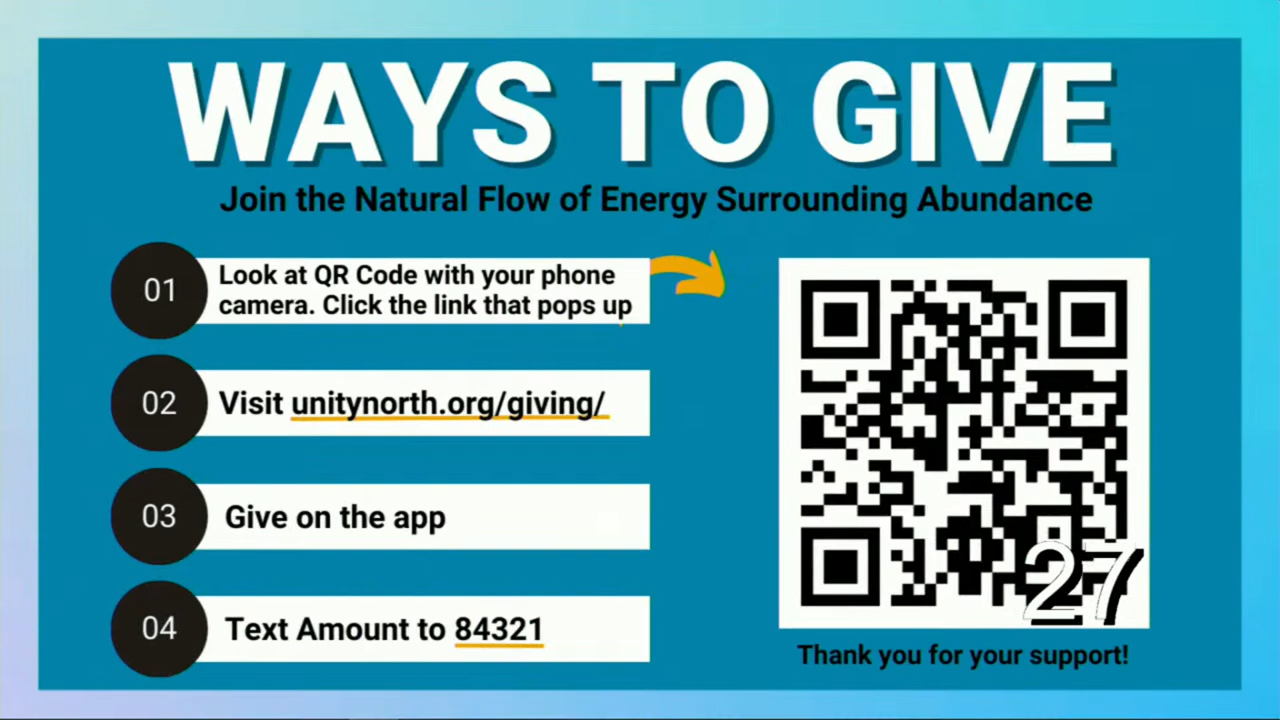 WAYS TO GIVE
Join the Natural Flow of Energy Surrounding Abundance
01
Look at QR Code with your phone
camera. Click the link that pops up
02
Visit unitynorth.org/giving/
03
Give on the app
04
Text Amount to 84321
27
Thank you for your support!